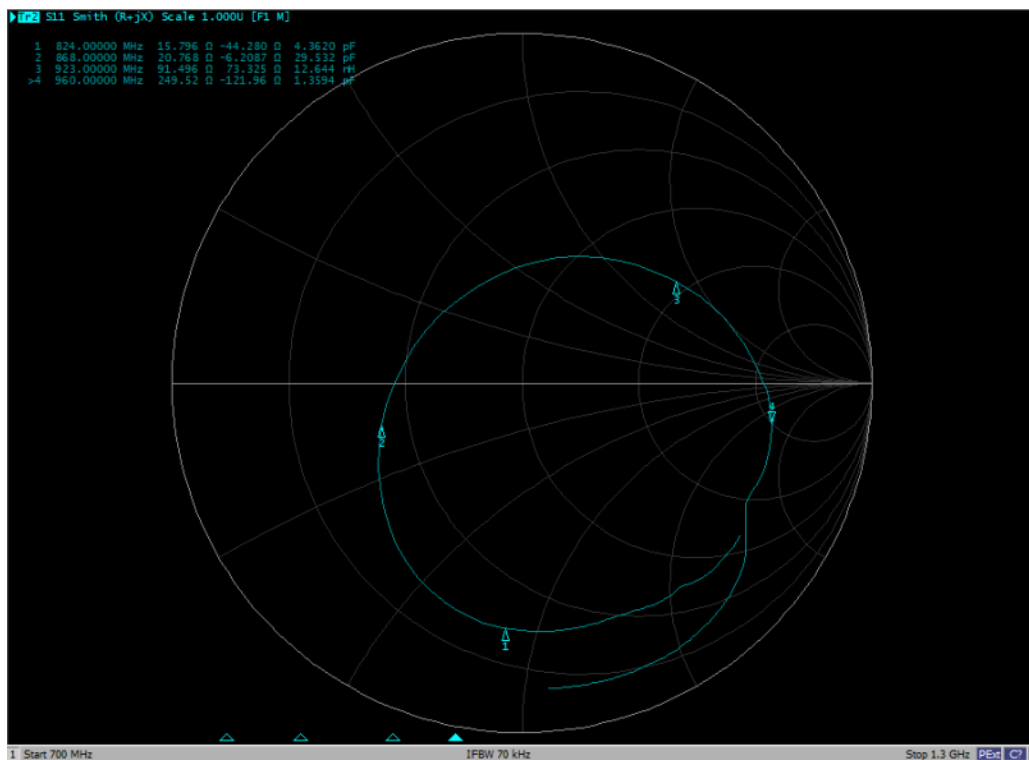 Tr2 S11 Smith (R+jX) Scale 1.000U [F1 M]
1 824.00000 MHz 15.796 Ω -44.280 Ω 4.3620 pF
2 868.00000 MHz 20.768 Ω -6.2087 Ω 29.532 pF
3 923.00000 MHz 91.496 Ω 73.325 Ω 12.644 nH
>4 960.00000 MHz 249.52 Ω -121.96 Ω 1.3594 pF
3
4
2
1
1 Start 700 MHz IFBW 70 kHz Stop 1.3 GHz PExt C?